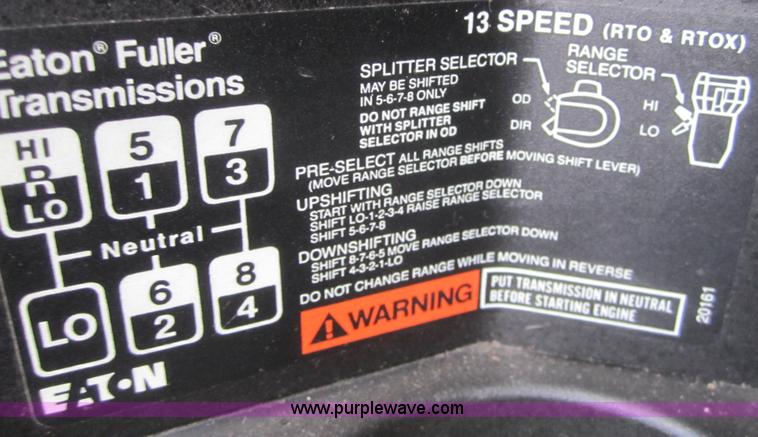 Eaton® Fuller®
Transmissions
HI
R
LO
5
1
7
3
Neutral
LO
6
2
8
4
EATON
13 SPEED (RTO & RTOX)
SPLITTER SELECTOR
MAY BE SHIFTED
IN 5-6-7-8 ONLY
DO NOT RANGE SHIFT
WITH SPLITTER
SELECTOR IN OD
OD
DIR
RANGE
SELECTOR
HI
LO
PRE-SELECT ALL RANGE SHIFTS
(MOVE RANGE SELECTOR BEFORE MOVING SHIFT LEVER)
UPSHIFTING
START WITH RANGE SELECTOR DOWN
SHIFT LO-1-2-3-4 RAISE RANGE SELECTOR
SHIFT 5-6-7-8
DOWNSHIFTING
SHIFT 8-7-6-5 MOVE RANGE SELECTOR DOWN
SHIFT 4-3-2-1-LO
DO NOT CHANGE RANGE WHILE MOVING IN REVERSE
WARNING
PUT TRANSMISSION IN NEUTRAL
BEFORE STARTING ENGINE
20161
www.purplewave.com